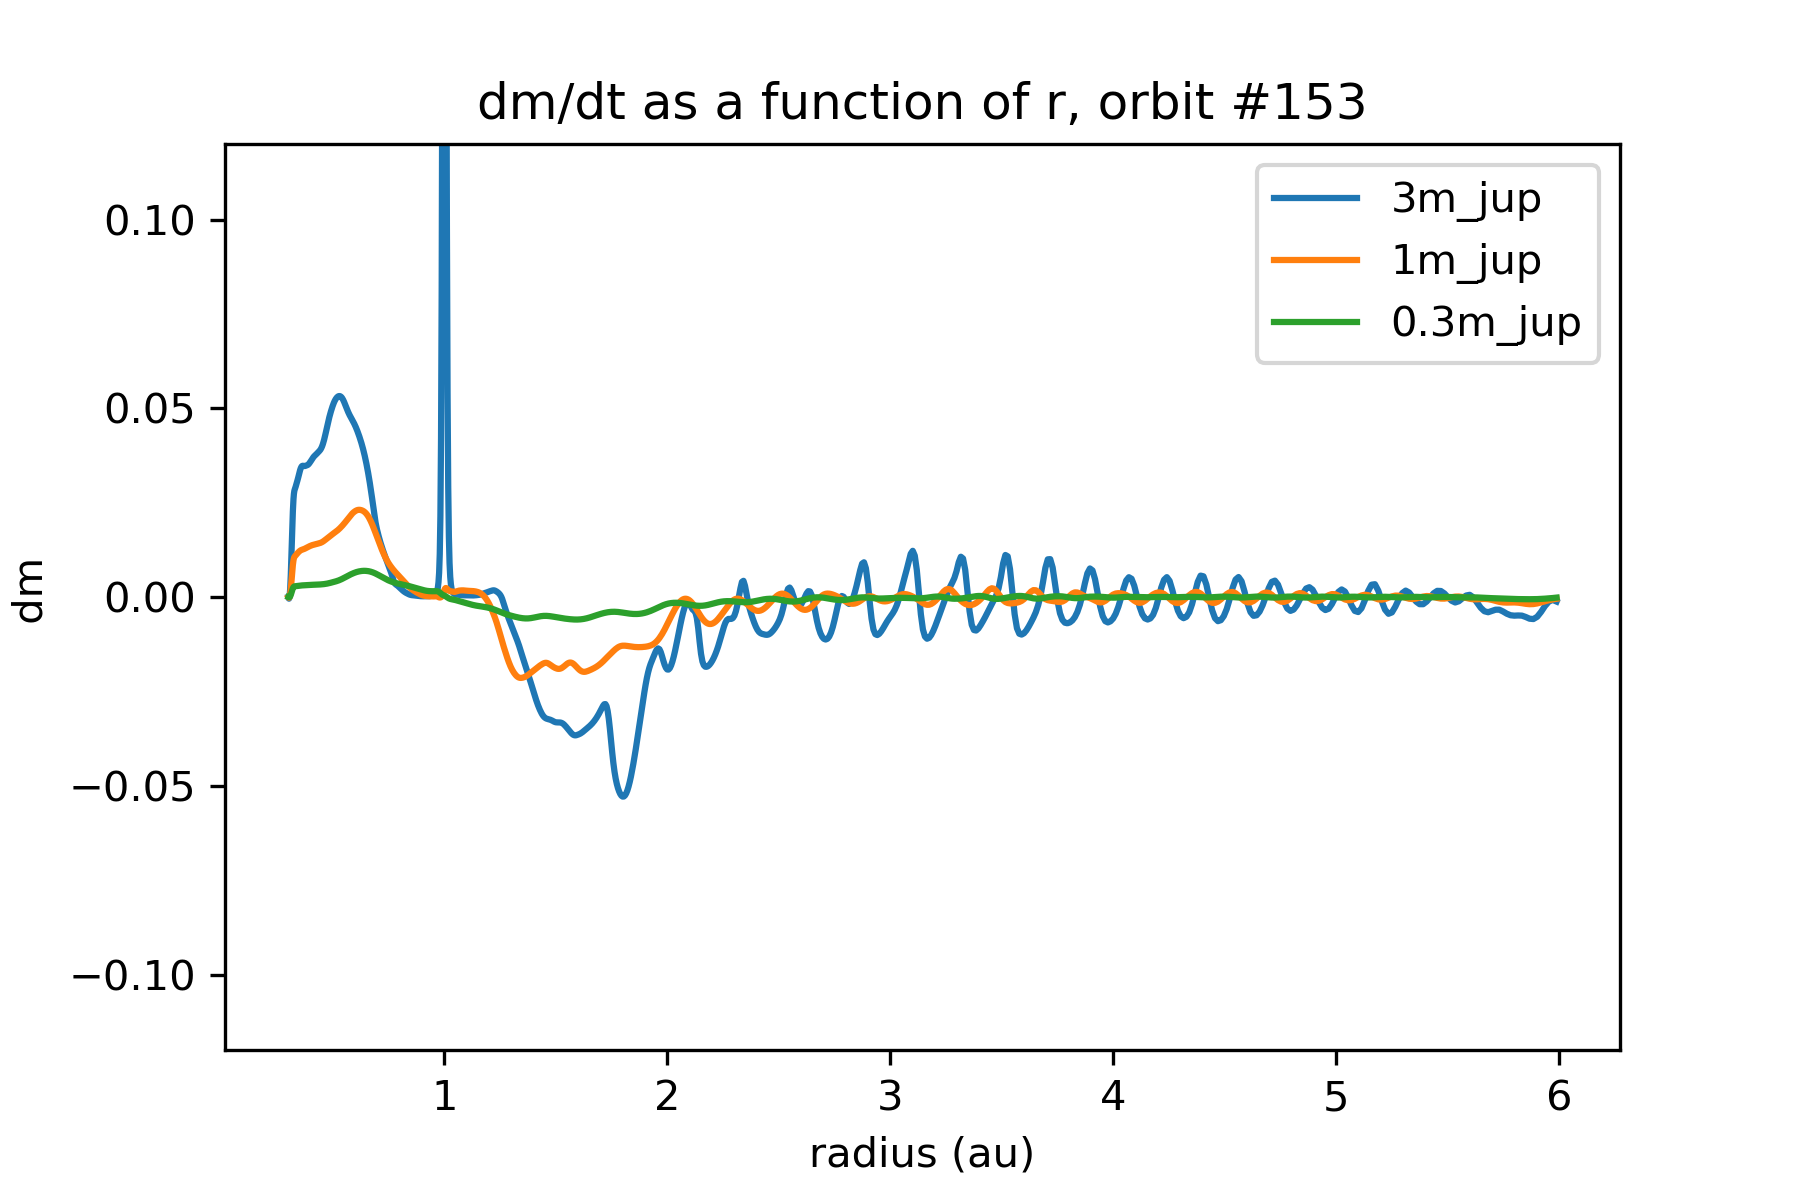 dm/dt as a function of r, orbit #153
3m_jup
1m_jup
0.3m_jup
dm
0.10
0.05
0.00
−0.05
−0.10
1 2 3 4 5 6
radius (au)